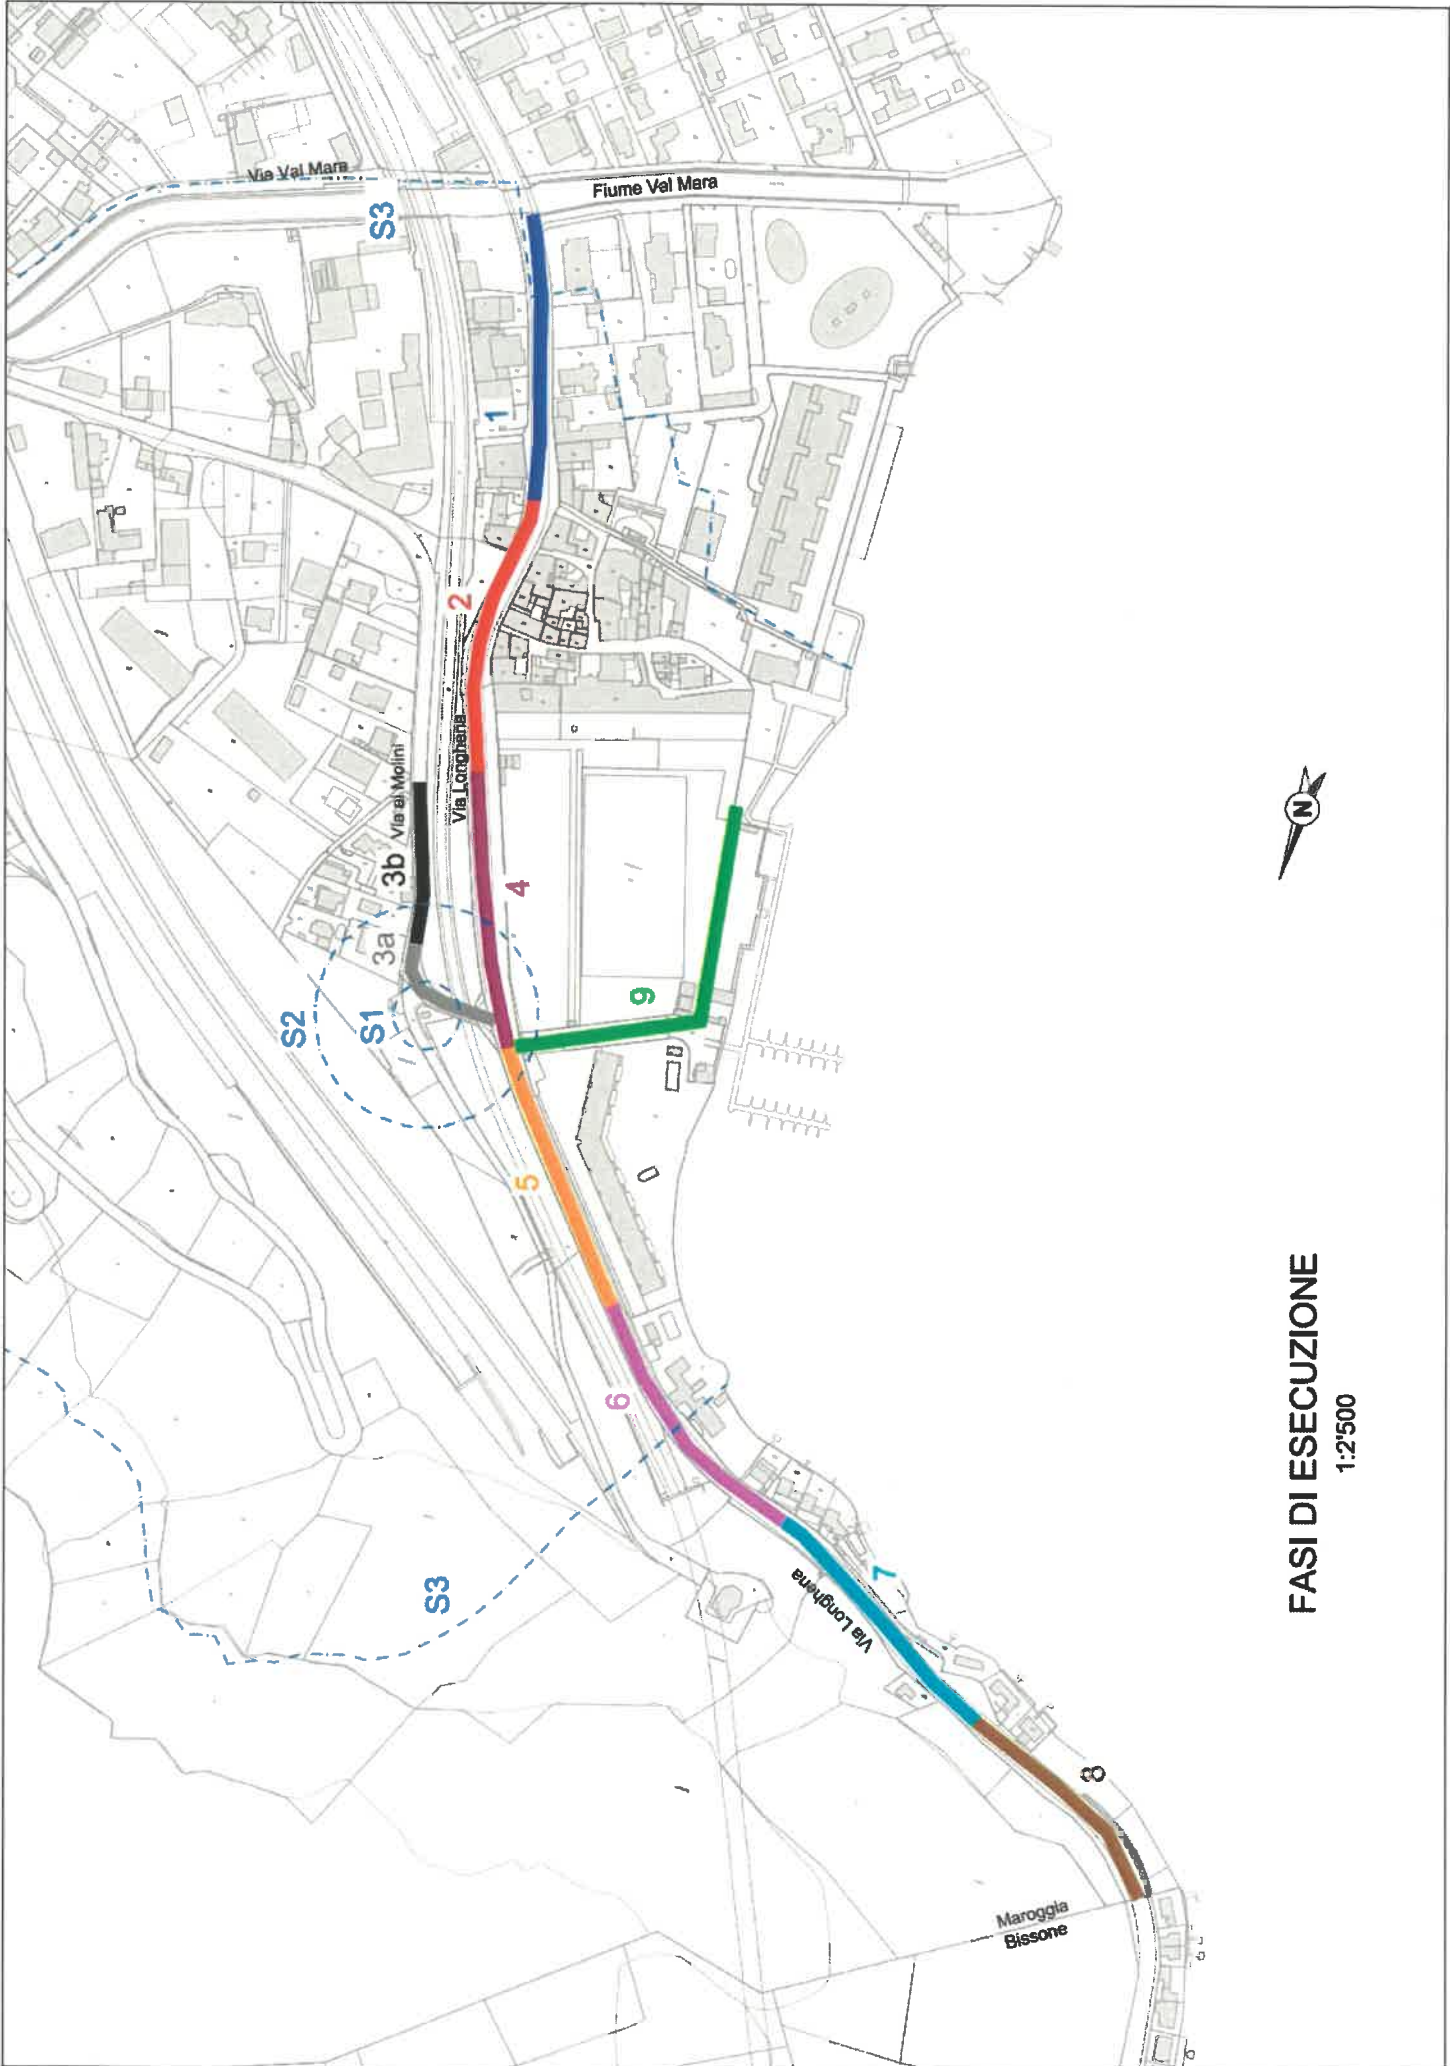 Via Val Mara
Fiume Val Mara
S3
1
2
Via Longhena
Via ai Molini
3b
3a
4
S2
S1
9
5
6
S3
7
Via Longhena
8
Maroggia
Bissone
N
FASI DI ESECUZIONE
1:2'500